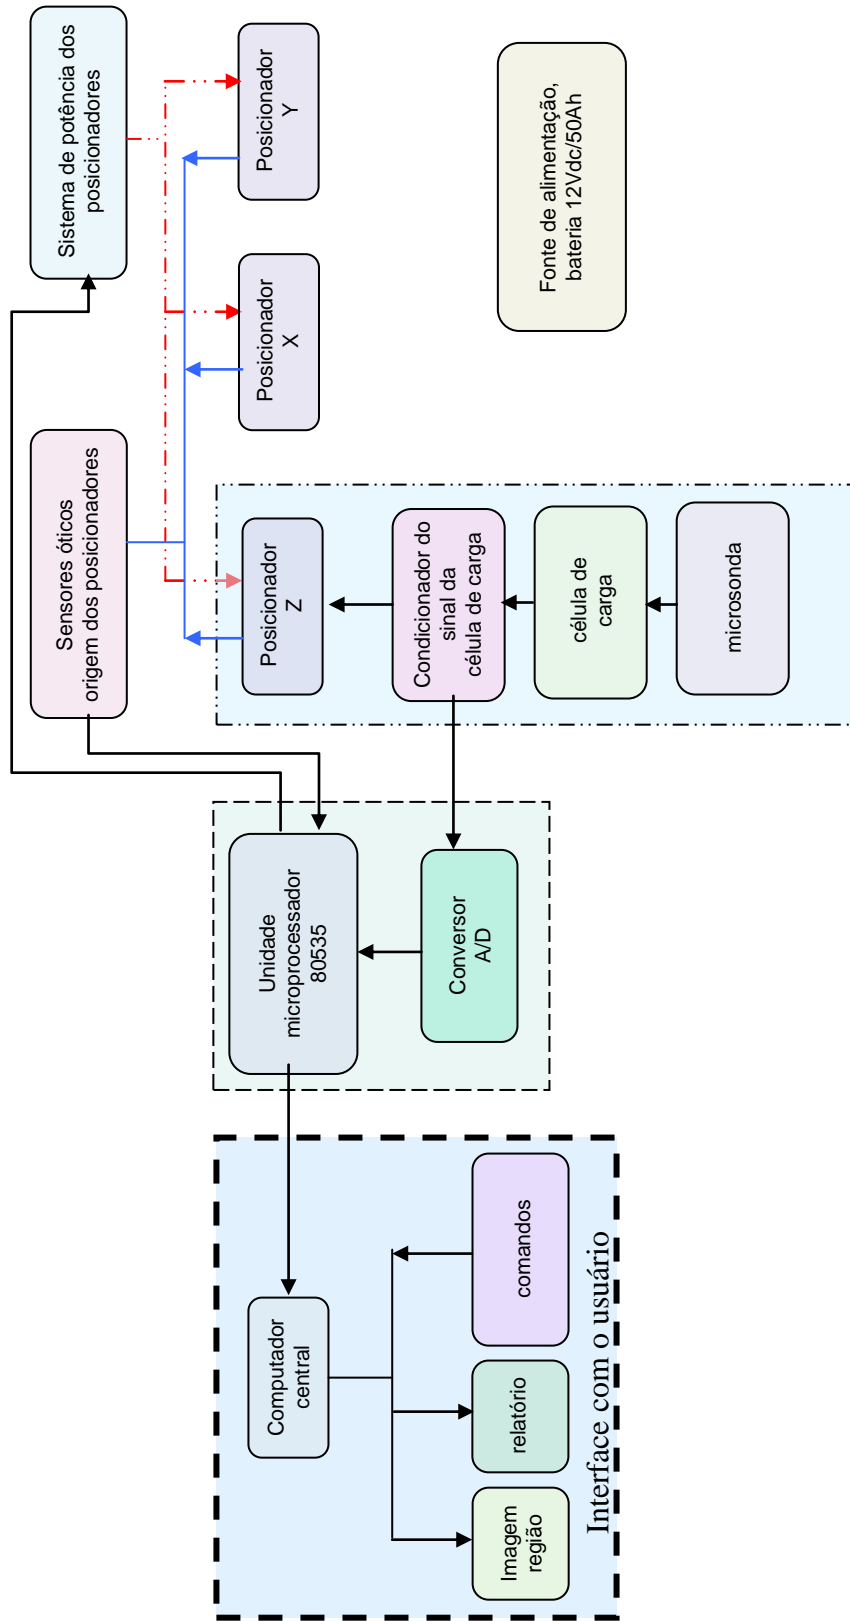 Sistema de potência dos
posicionadores
Sensores óticos
origem dos posicionadores
Posicionador
Y
Posicionador
X
Posicionador
Z
Fonte de alimentação,
bateria 12Vdc/50Ah
Condicionador do
sinal da
célula de carga
célula de
carga
microsonda
Unidade
microprocessador
80535
Conversor
A/D
Computador
central
comandos
relatório
Imagem
região
Interface com o usuário